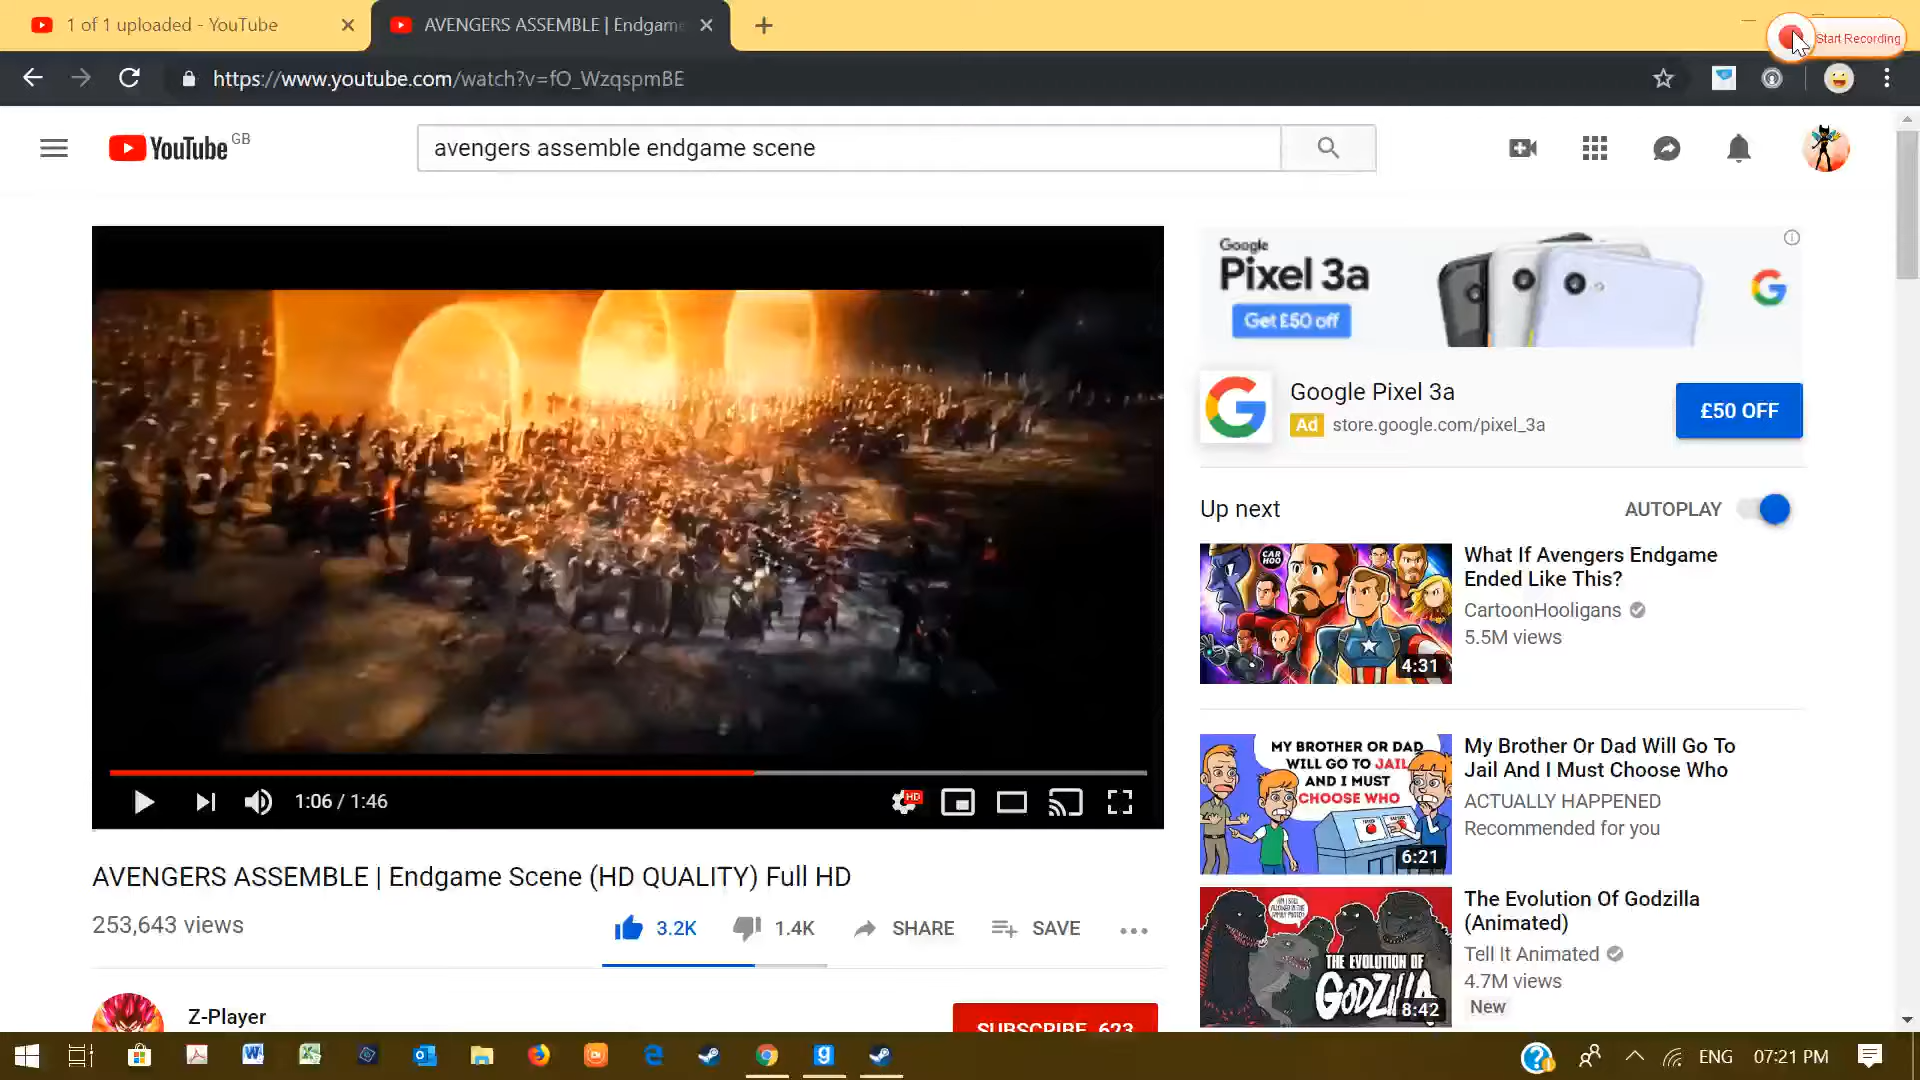 1 of 1 uploaded - YouTube
AVENGERS ASSEMBLE | Endgame
Start Recording
https://www.youtube.com/watch?v=fO_WzqspmBE
YouTube GB
avengers assemble endgame scene
Google
Pixel 3a
Get £50 off
Google Pixel 3a
Ad store.google.com/pixel_3a
£50 OFF
Up next
AUTOPLAY
CAR HOO
4:31
What If Avengers Endgame
Ended Like This?
CartoonHooligans
5.5M views
MY BROTHER OR DAD
WILL GO TO JAIL
AND I MUST
CHOOSE WHO
6:21
My Brother Or Dad Will Go To
Jail And I Must Choose Who
ACTUALLY HAPPENED
Recommended for you
THE EVOLUTION OF
GODZILLA
8:42
The Evolution Of Godzilla
(Animated)
Tell It Animated
4.7M views
New
HD
1:06 / 1:46
AVENGERS ASSEMBLE | Endgame Scene (HD QUALITY) Full HD
253,643 views
3.2K
1.4K
SHARE
SAVE
Z-Player
SUBSCRIBE 623
ENG
07:21 PM